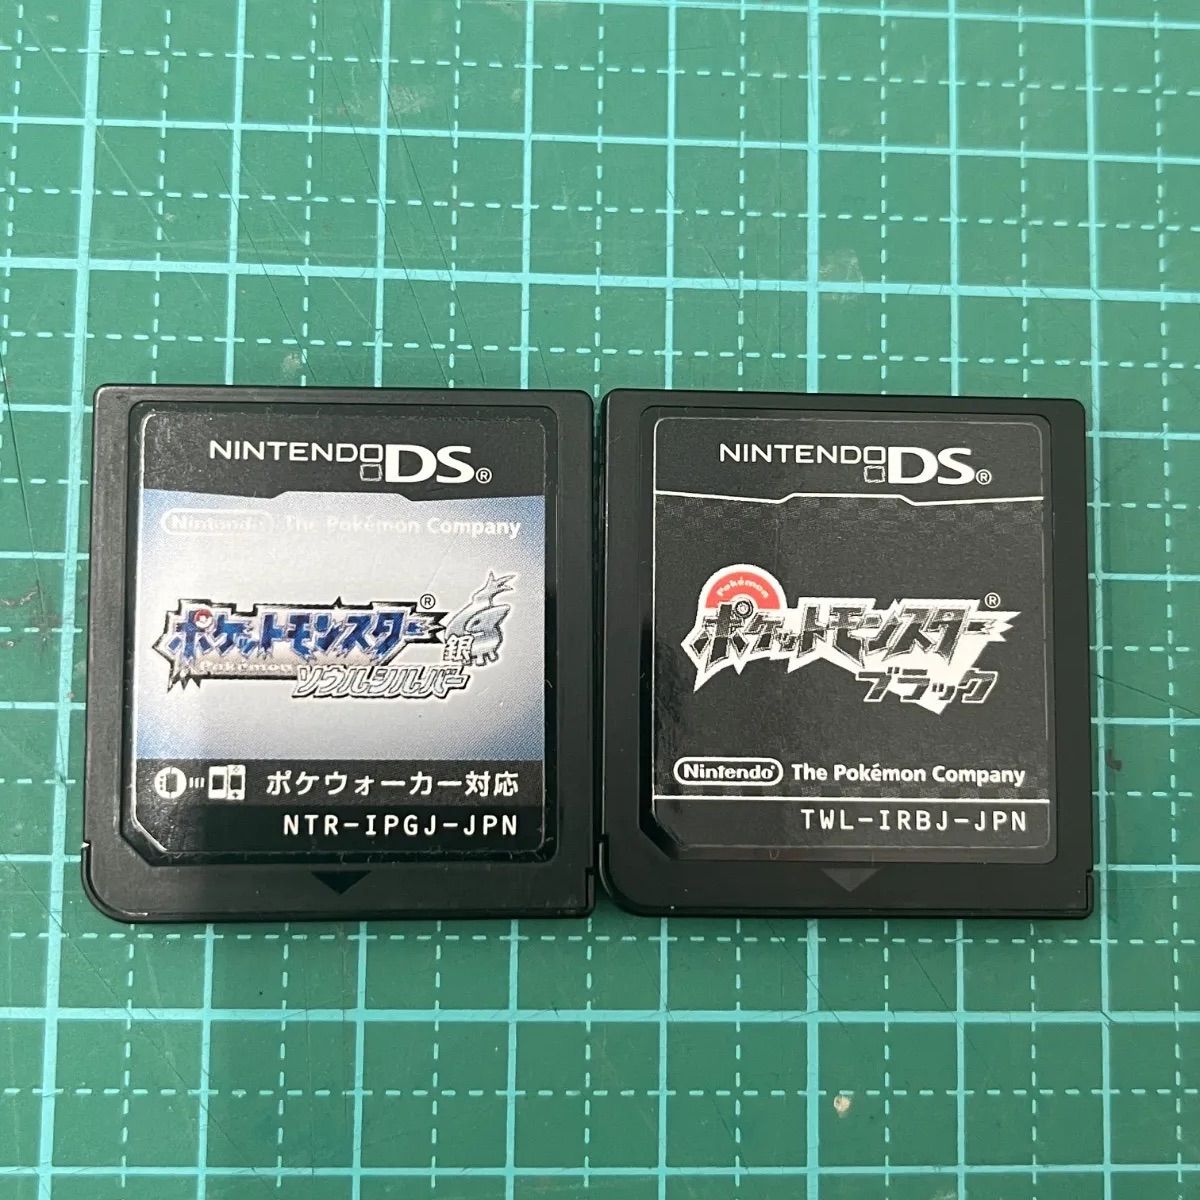 NINTENDO DS®
Nintendo® The Pokémon Company
ポケットモンスター®
Pokémon
銀
ソウルシルバー
ポケウォーカー対応
NTR-IPGJ-JPN
NINTENDO DS®
Pokémon
ポケットモンスター®
ブラック
Nintendo® The Pokémon Company
TWL-IRBJ-JPN